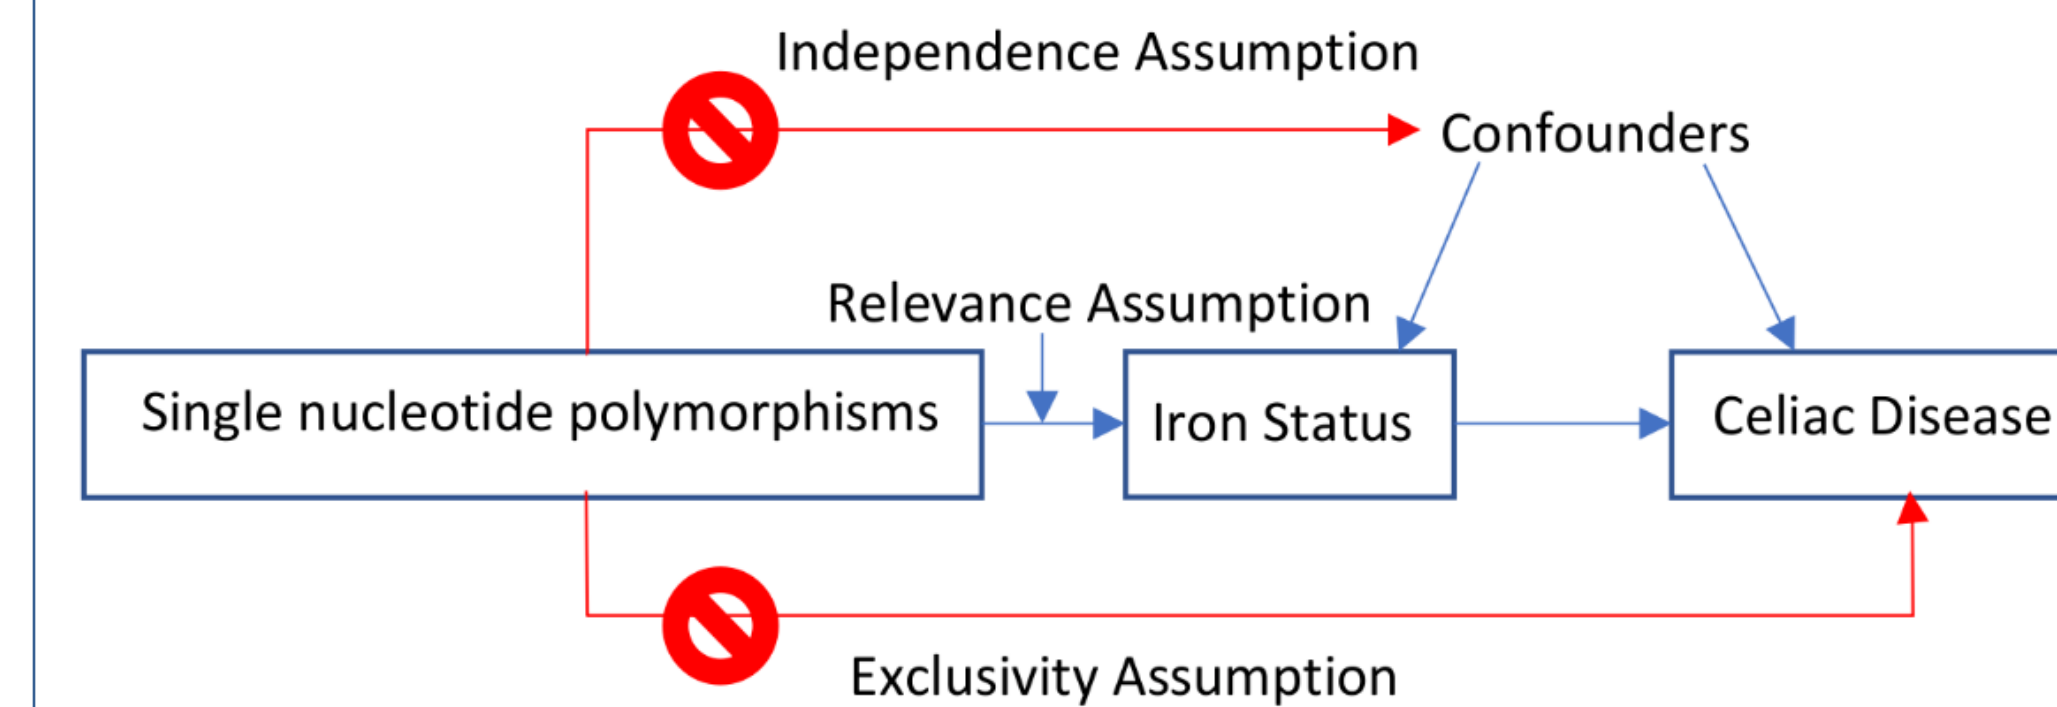 Independence Assumption
Confounders
Relevance Assumption
Single nucleotide polymorphisms
Iron Status
Celiac Disease
Exclusivity Assumption